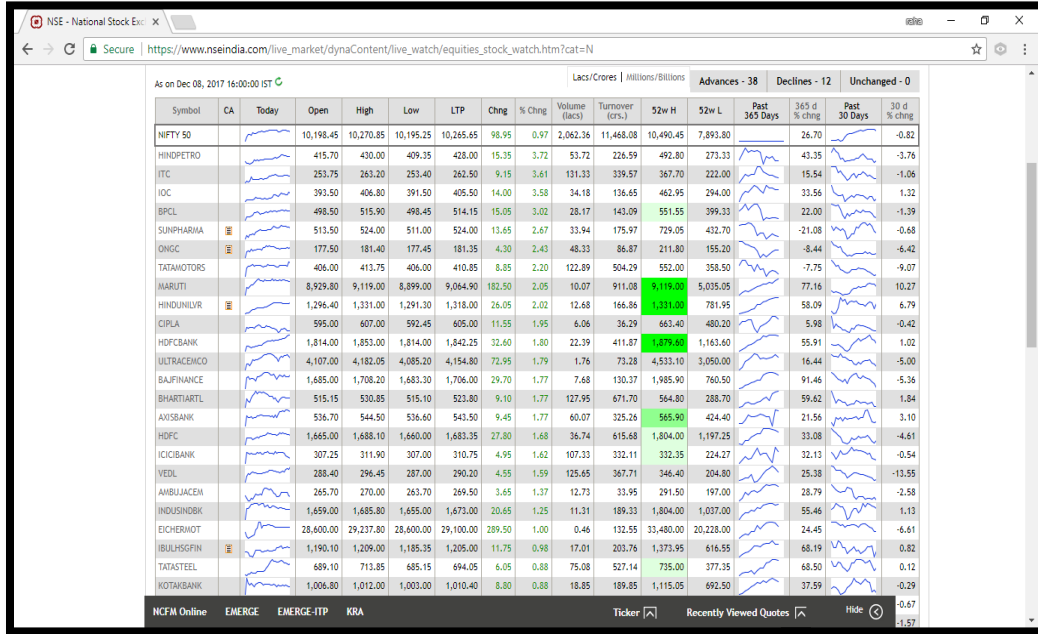 NSE - National Stock Exc
Secure | https://www.nseindia.com/live_market/dynaContent/live_watch/equities_stock_watch.htm?cat=N
As on Dec 08, 2017 16:00:00 IST
Lacs/Crores | Millions/Billions Advances - 38 Declines - 12 Unchanged - 0
Symbol CA Today Open High Low LTP Chng % Chng Volume (lacs) Turnover (crs.) 52w H 52w L Past 365 Days 365 d % chng Past 30 Days 30 d % chng
NIFTY 50 10,198.45 10,270.85 10,195.25 10,265.65 98.95 0.97 2,062.36 11,468.08 10,490.45 7,893.80 26.70 -0.82
HINDPETRO 415.70 430.00 409.35 428.00 15.35 3.72 53.72 226.59 492.80 273.33 43.35 -3.76
ITC 253.75 263.20 253.40 262.50 9.15 3.61 131.33 339.57 367.70 222.00 15.54 -1.06
IOC 393.50 406.80 391.50 405.50 14.00 3.58 34.18 136.65 462.95 294.00 33.56 1.32
BPCL 498.50 515.90 498.45 514.15 15.05 3.02 28.17 143.09 551.55 399.33 22.00 -1.39
SUNPHARMA 513.50 524.00 511.00 524.00 13.65 2.67 33.94 175.97 729.05 432.70 -21.08 -0.68
ONGC 177.50 181.40 177.45 181.35 4.30 2.43 48.33 86.87 211.80 155.20 -8.44 -6.42
TATAMOTORS 406.00 413.75 406.00 410.85 8.85 2.20 122.89 504.29 552.00 358.50 -7.75 -9.07
MARUTI 8,929.80 9,119.00 8,899.00 9,064.90 182.50 2.05 10.07 911.08 9,119.00 5,035.05 77.16 10.27
HINDUNILVR 1,296.40 1,331.00 1,291.30 1,318.00 26.05 2.02 12.68 166.86 1,331.00 781.95 58.09 6.79
CIPLA 595.00 607.00 592.45 605.00 11.55 1.95 6.06 36.29 663.40 480.20 5.98 -0.42
HDFCBANK 1,814.00 1,853.00 1,814.00 1,842.25 32.60 1.80 22.39 411.87 1,879.60 1,163.60 55.91 1.02
ULTRACEMCO 4,107.00 4,182.05 4,085.20 4,154.80 72.95 1.79 1.76 73.28 4,533.10 3,050.00 16.44 -5.00
BAJFINANCE 1,685.00 1,708.20 1,683.30 1,706.00 29.70 1.77 7.68 130.37 1,985.90 760.50 91.46 -5.36
BHARTIARTL 515.15 530.85 515.10 523.80 9.10 1.77 127.95 671.70 564.80 288.70 59.62 1.84
AXISBANK 536.70 544.50 536.60 543.50 9.45 1.77 60.07 325.26 565.90 424.40 21.56 3.10
HDFC 1,665.00 1,688.10 1,660.00 1,683.35 27.80 1.68 36.74 615.68 1,804.00 1,197.25 33.08 -4.61
ICICIBANK 307.25 311.90 307.00 310.75 4.95 1.62 107.33 332.11 332.35 224.27 32.13 -0.54
VEDL 288.40 296.45 287.00 290.20 4.55 1.59 125.65 367.71 346.40 204.80 25.38 -13.55
AMBUJACEM 265.70 270.00 263.70 269.50 3.65 1.37 12.73 33.95 291.50 197.00 28.79 -2.58
INDUSINDBK 1,659.00 1,685.80 1,655.00 1,673.00 20.65 1.25 11.31 189.33 1,804.00 1,037.00 55.46 1.13
EICHERMOT 28,600.00 29,237.80 28,600.00 29,100.00 289.50 1.00 0.46 132.55 33,480.00 20,228.00 24.45 -6.61
IBULHSGFIN 1,190.10 1,209.00 1,185.35 1,205.00 11.75 0.98 17.01 203.76 1,373.95 616.55 68.19 0.82
TATASTEEL 689.10 713.85 685.15 694.05 6.05 0.88 75.08 527.14 735.00 377.35 68.50 0.12
KOTAKBANK 1,006.80 1,012.00 1,003.00 1,010.40 8.80 0.88 18.85 189.85 1,115.05 692.50 37.59 -0.29
NCFM Online EMERGE EMERGE-ITP KRA Ticker Recently Viewed Quotes Hide -0.67
-1.57